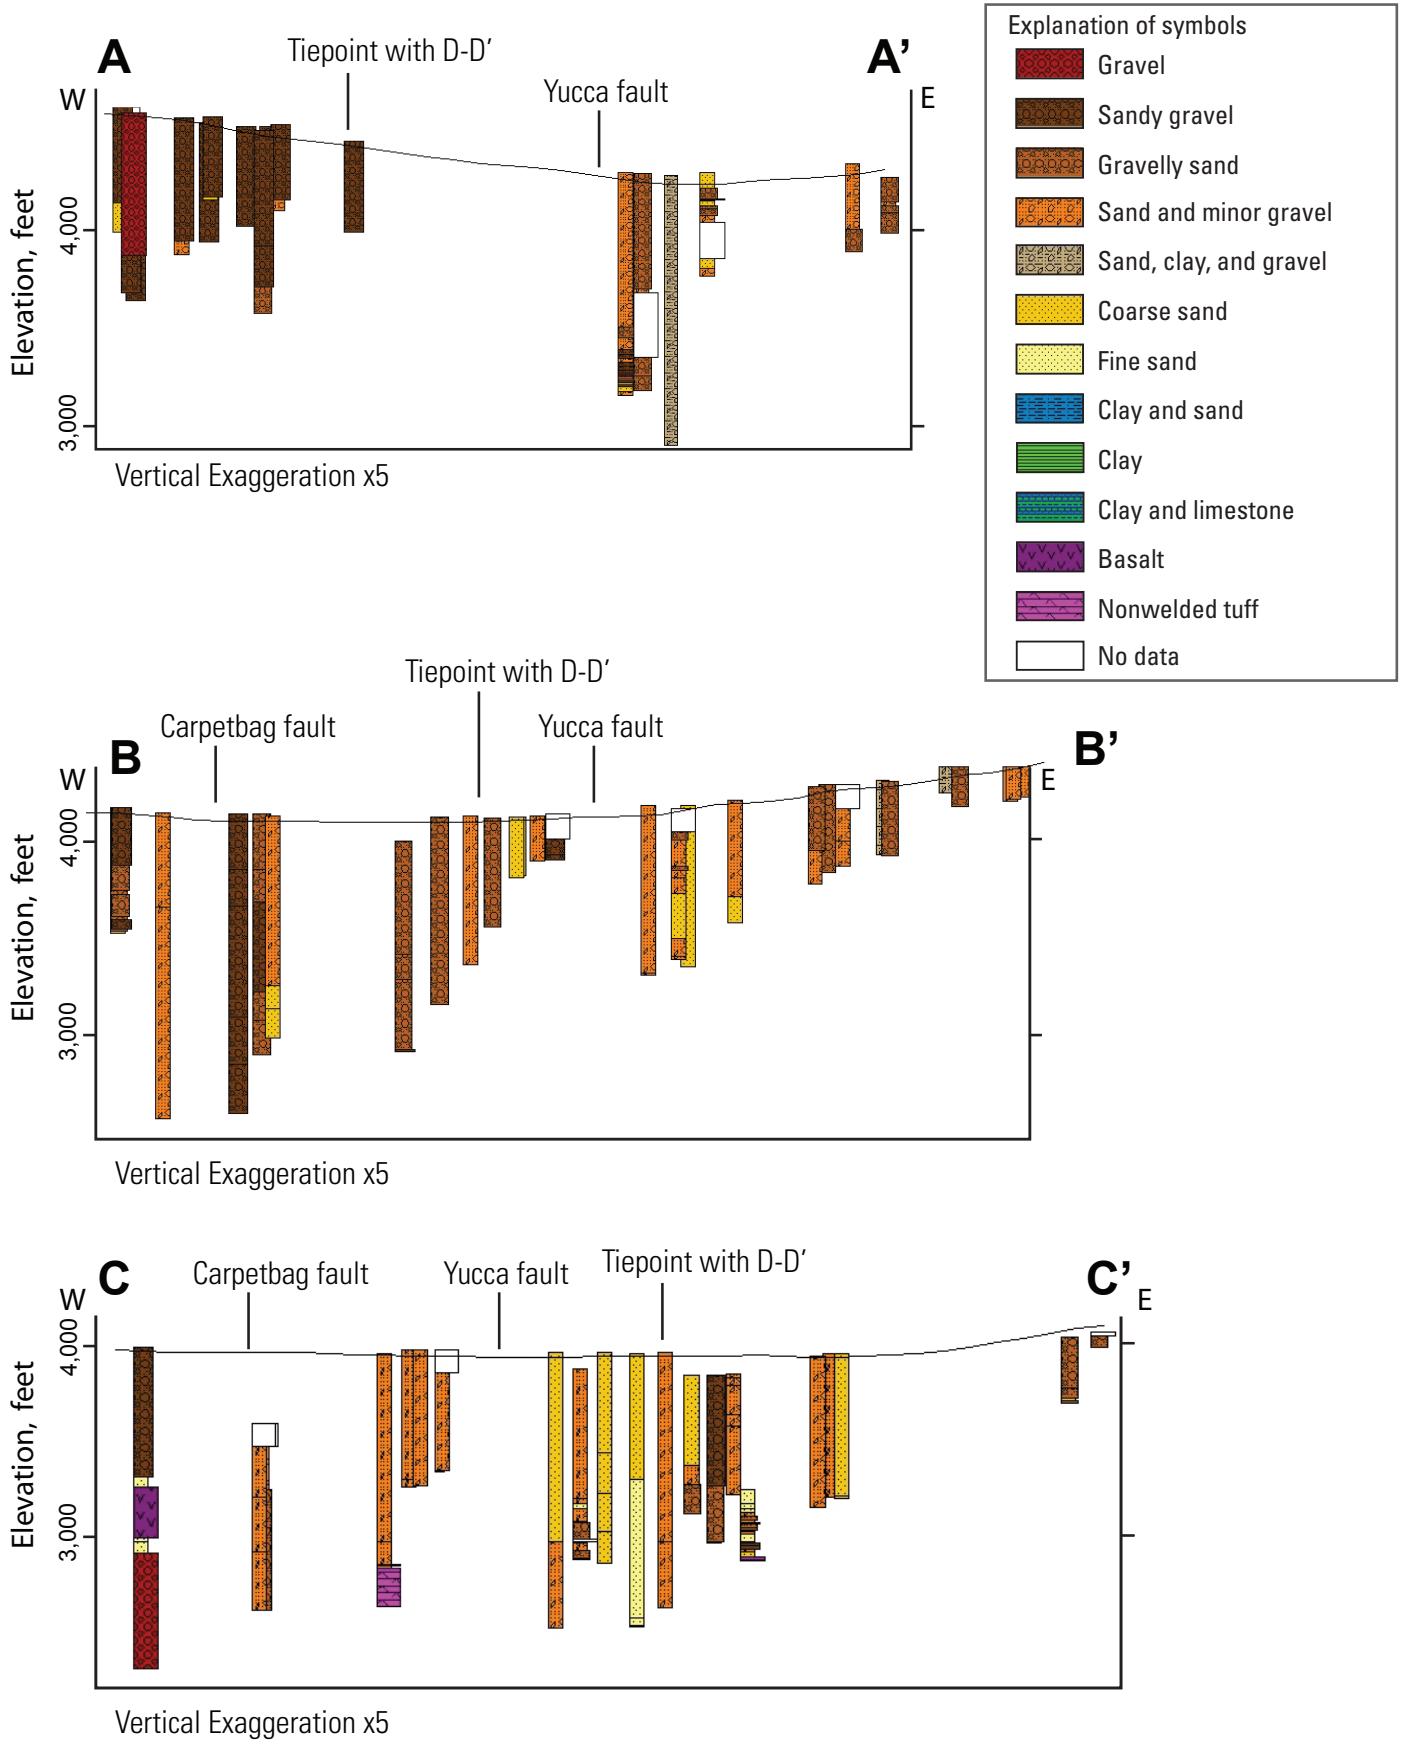 A
Tiepoint with D-D’
A’
W
Yucca fault
E
Elevation, feet
4,000
3,000
Vertical Exaggeration x5
Explanation of symbols
Gravel
Sandy gravel
Gravelly sand
Sand and minor gravel
Sand, clay, and gravel
Coarse sand
Fine sand
Clay and sand
Clay
Clay and limestone
Basalt
Nonwelded tuff
No data
Tiepoint with D-D’
Carpetbag fault
Yucca fault
B
B’
W
E
Elevation, feet
4,000
3,000
Vertical Exaggeration x5
C
Carpetbag fault
Yucca fault
Tiepoint with D-D’
C’
W
E
Elevation, feet
4,000
3,000
Vertical Exaggeration x5